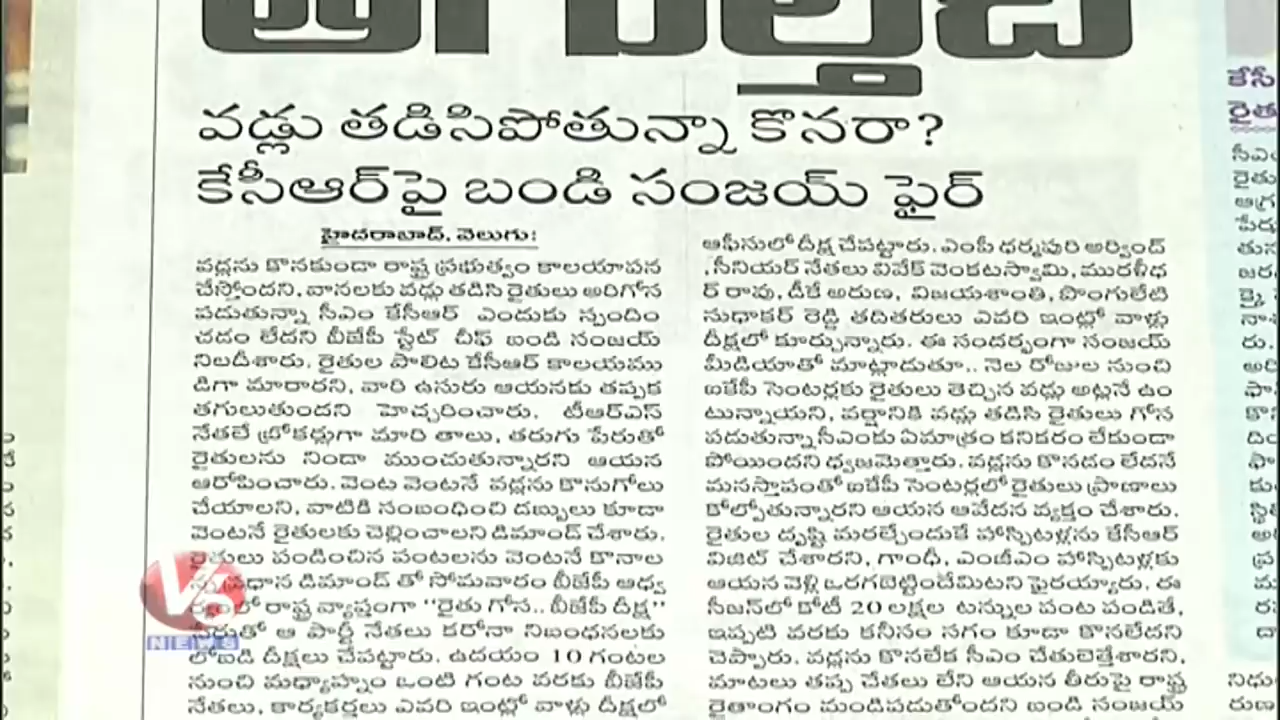 వడ్లు తడిసిపోతున్నా కొనరా?
కేసీఆర్‌పై బండి సంజయ్ ఫైర్
హైదరాబాద్, వెలుగు:
వడ్లను కొనకుండా రాష్ట్ర ప్రభుత్వం కాలయాపన
చేస్తోందని, వానలకు వడ్లు తడిసి రైతులు అరిగోస
పడుతున్నా సీఎం కేసీఆర్ ఎందుకు స్పందిం
చడం లేదని బీజేపీ స్టేట్ చీఫ్ బండి సంజయ్
నిలదీశారు. రైతుల పాలిట కేసీఆర్ కాలయము
డిగా మారారని, వారి ఉసురు ఆయనకు తప్పక
తగులుతుందని హెచ్చరించారు. టీఆర్ఎస్
నేతలే బ్రోకర్లుగా మారి తాలు, తరుగు పేరుతో
రైతులను నిండా ముంచుతున్నారని ఆయన
ఆరోపించారు. వెంట వెంటనే వడ్లను కొనుగోలు
చేయాలని, వాటికి సంబంధించి డబ్బులు కూడా
వెంటనే రైతులకు చెల్లించాలని డిమాండ్ చేశారు.
రైతులు పండించిన పంటలను వెంటనే కొనాల
డిమాండ్ తో సోమవారం బీజేపీ ఆధ్వ
రాష్ట్ర వ్యాప్తంగా "రైతు గోస.. బీజేపీ దీక్ష"
ఆ పార్టీ నేతలు కరోనా నిబంధనలకు
లోబడి దీక్షలు చేపట్టారు. ఉదయం 10 గంటల
నుంచి మధ్యాహ్నం ఒంటి గంట వరకు బీజేపీ
నేతలు, కార్యకర్తలు ఎవరి ఇంట్లో వాళ్లు దీక్షలో
ఆఫీసులో దీక్ష చేపట్టారు. ఎంపీ ధర్మపురి అర్వింద్
,సీనియర్ నేతలు వివేక్ వెంకటస్వామి, మురళీధ
ర్ రావు, డీకే అరుణ, విజయశాంతి, పొంగులేటి
సుధాకర్ రెడ్డి తదితరులు ఎవరి ఇంట్లో వాళ్లు
దీక్షలో కూర్చున్నారు. ఈ సందర్భంగా సంజయ్
మీడియాతో మాట్లాడుతూ.. నెల రోజుల నుంచి
ఐకేపీ సెంటర్లకు రైతులు తెచ్చిన వడ్లు అట్లనే ఉం
టున్నాయని, వర్షానికి వడ్లు తడిసి రైతులు గోస
పడుతున్నా సీఎంకు ఏమాత్రం కనికరం లేకుండా
పోయిందని ధ్వజమెత్తారు. వడ్లను కొనడం లేదనే
మనస్తాపంతో ఐకేపీ సెంటర్లలో రైతులు ప్రాణాలు
కోల్పోతున్నారని ఆయన ఆవేదన వ్యక్తం చేశారు.
రైతుల దృష్టి మరల్చేందుకే హాస్పిటళ్లను కేసీఆర్
విజిట్ చేశారని, గాంధీ, ఎంజీఎం హాస్పిటళ్లకు
ఆయన వెళ్లి ఒరగబెట్టిందేమిటని ఫైరయ్యారు. ఈ
సీజన్‌లో కోటీ 20 లక్షల టన్నుల పంట పండితే,
ఇప్పటి వరకు కనీసం సగం కూడా కొనలేదని
చెప్పారు. వడ్లను కొనలేక సీఎం చేతులెత్తేశారని,
మాటలు తప్ప చేతలు లేని ఆయన తీరుపై రాష్ట్ర
రైతాంగం మండిపడుతోందని బండి సంజయ్
V6
NEWS
కేసీ
రైతు